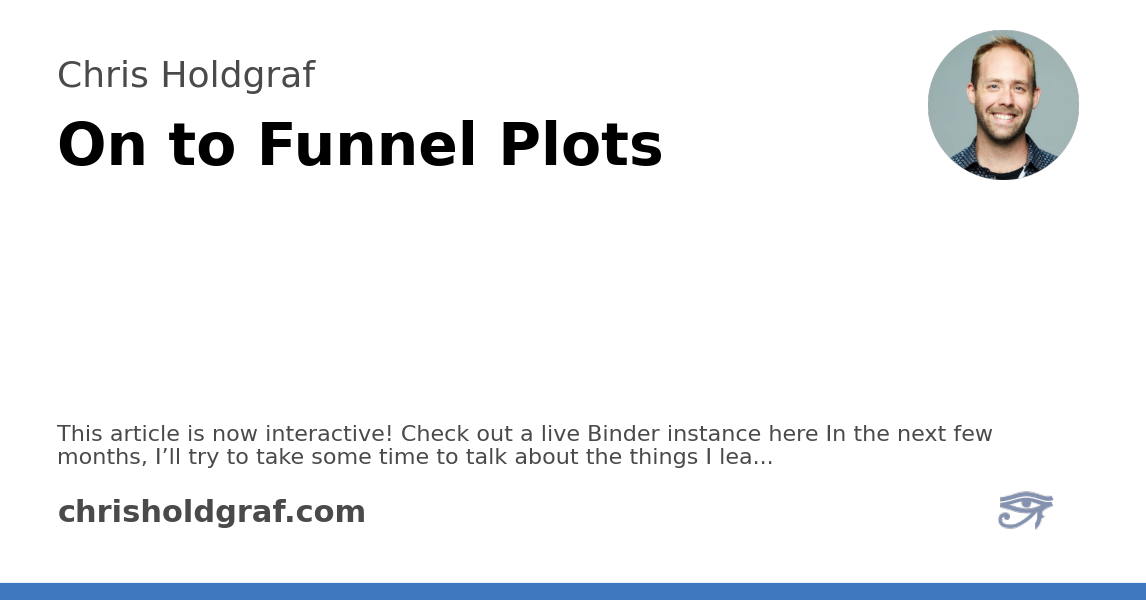 Chris Holdgraf
On to Funnel Plots
This article is now interactive! Check out a live Binder instance here In the next few
months, I’ll try to take some time to talk about the things I lea...
chrisholdgraf.com